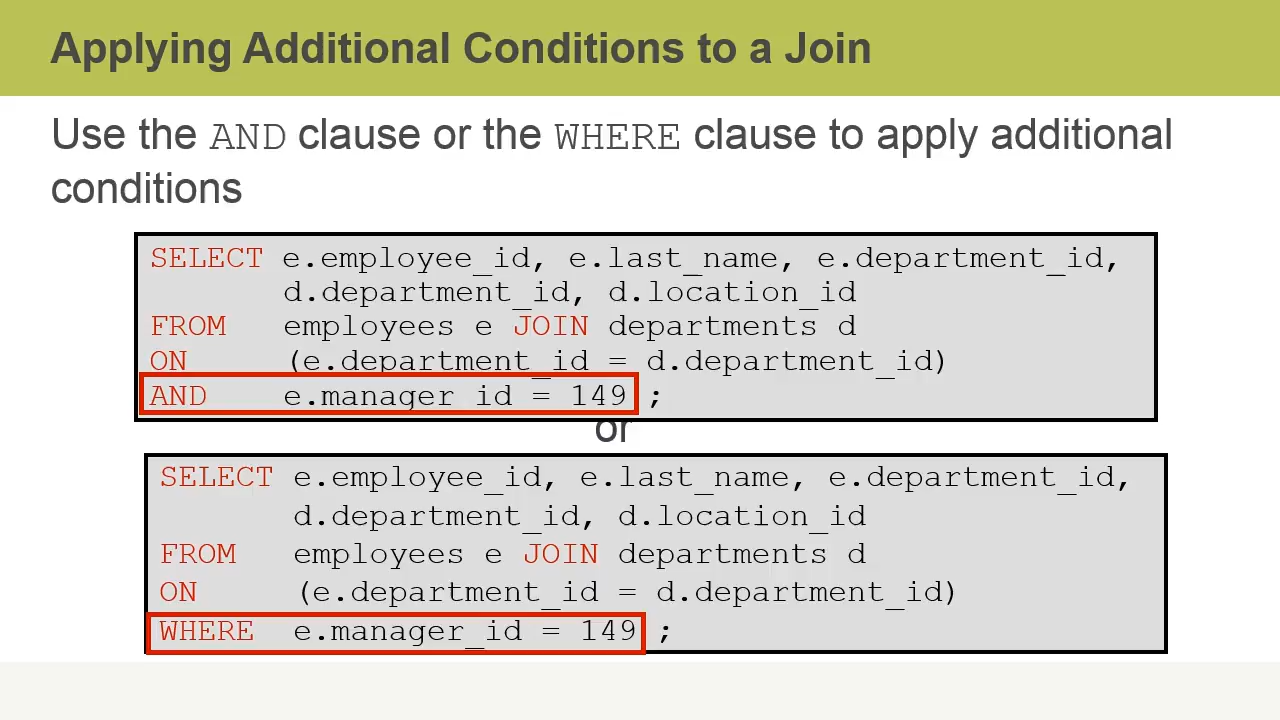 Applying Additional Conditions to a Join
Use the AND clause or the WHERE clause to apply additional
conditions
SELECT e.employee_id, e.last_name, e.department_id,
d.department_id, d.location_id
FROM employees e JOIN departments d
ON (e.department_id = d.department_id)
AND e.manager_id = 149 ;
or
SELECT e.employee_id, e.last_name, e.department_id,
d.department_id, d.location_id
FROM employees e JOIN departments d
ON (e.department_id = d.department_id)
WHERE e.manager_id = 149 ;